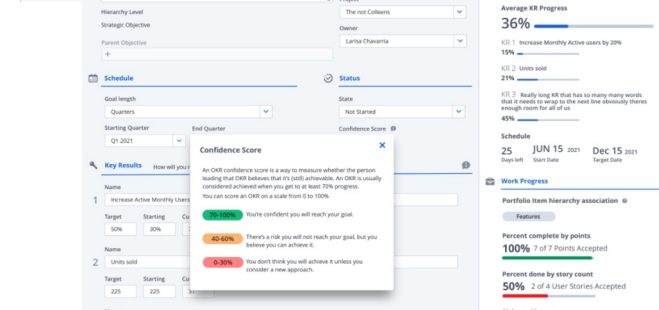 Project
Hierarchy Level
The not Colleens
Strategic Objective
Owner
Parent Objective
Larisa Chavarria
+
Schedule
Status
Goal length
State
Quarters
Not Started
Starting Quarter
End Quarter
Confidence Score
Q1 2021
Key Results
How will you
Name
1
Increase Active Monthly Users
Target
Starting
50%
30%
Name
2
Units sold
Target
Starting
225
225
Confidence Score
An OKR confidence score is a way to measure whether the person
leading that OKR believes that it's (still) achievable. An OKR is usually
considered achieved when you get to at least 70% progress.
You can score an OKR on a scale from 0 to 100%
70-100%
You're confident you will reach your goal.
40-60%
There's a risk you will not reach your goal, but you
believe you can achieve it.
0-30%
You don't think you will achieve it unless you
consider a new approach.
Average KR Progress
36%
KR 1 Increase Monthly Active users by 20%
15%
KR 2 Units sold
21%
KR 3 Really long KR that has so many many words
that it needs to wrap to the next line obviously theres
enough room for all of us
45%
Schedule
25 JUN 15 2021 Dec 15 2021
Days left Start Date Target Date
Work Progress
Portfolio Item hierarchy association
Features
Percent complete by points
100% 7 of 7 Points Accepted
Percent done by story count
50% 2 of 4 User Stories Accepted